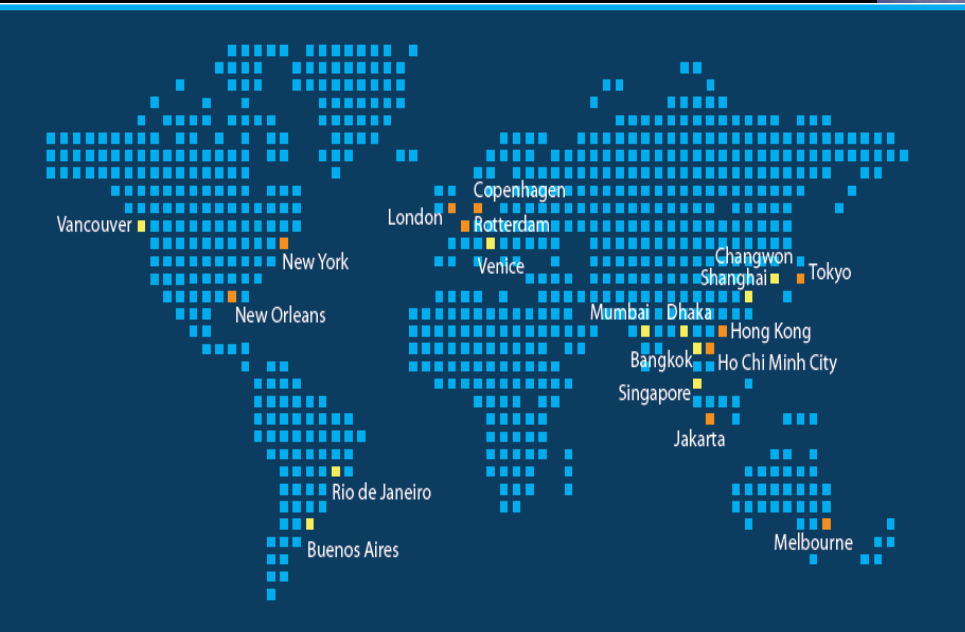 Copenhagen
London
Rotterdam
Vancouver
New York
Venice
Changwon
Shanghai
Tokyo
New Orleans
Mumbai
Dhaka
Hong Kong
Bangkok
Ho Chi Minh City
Singapore
Jakarta
Rio de Janeiro
Buenos Aires
Melbourne